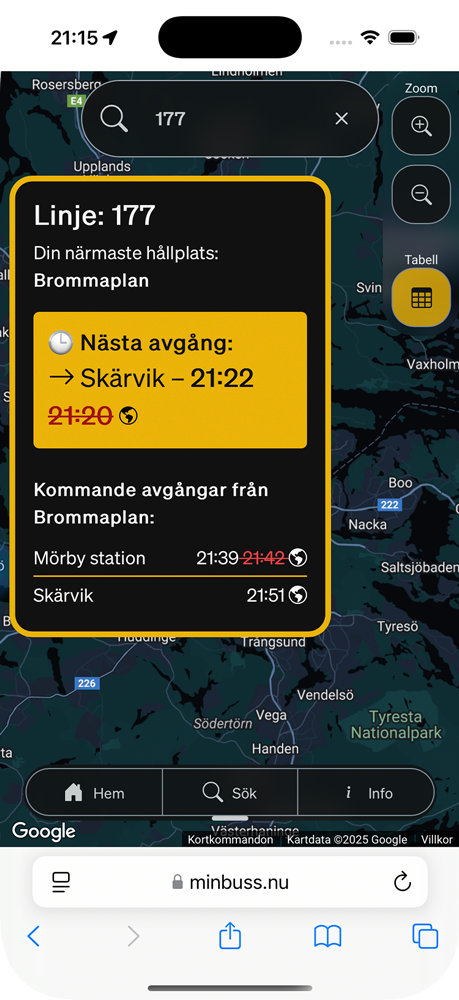 21:15
Lindholmen
Rosersberg
E4
177
Zoom
Upplands
Linje: 177
Din närmaste hållplats:
Brommaplan
Tabell
Svin
Nästa avgång:
→ Skärvik – 21:22
21:20
Vaxholm
Kommande avgångar från
Brommaplan:
Boo
222
Nacka
Mörby station 21:39 21:42
Saltsjöbaden
Skärvik 21:51
Tyresö
Huddinge
Trångsund
226
Vendelsö
Södertörn
Vega
Tyresta
Nationalpark
Handen
ta
Hem Sök Info
Google
Västerhaninge
Kortkommandon Kartdata ©2025 Google Villkor
minbuss.nu